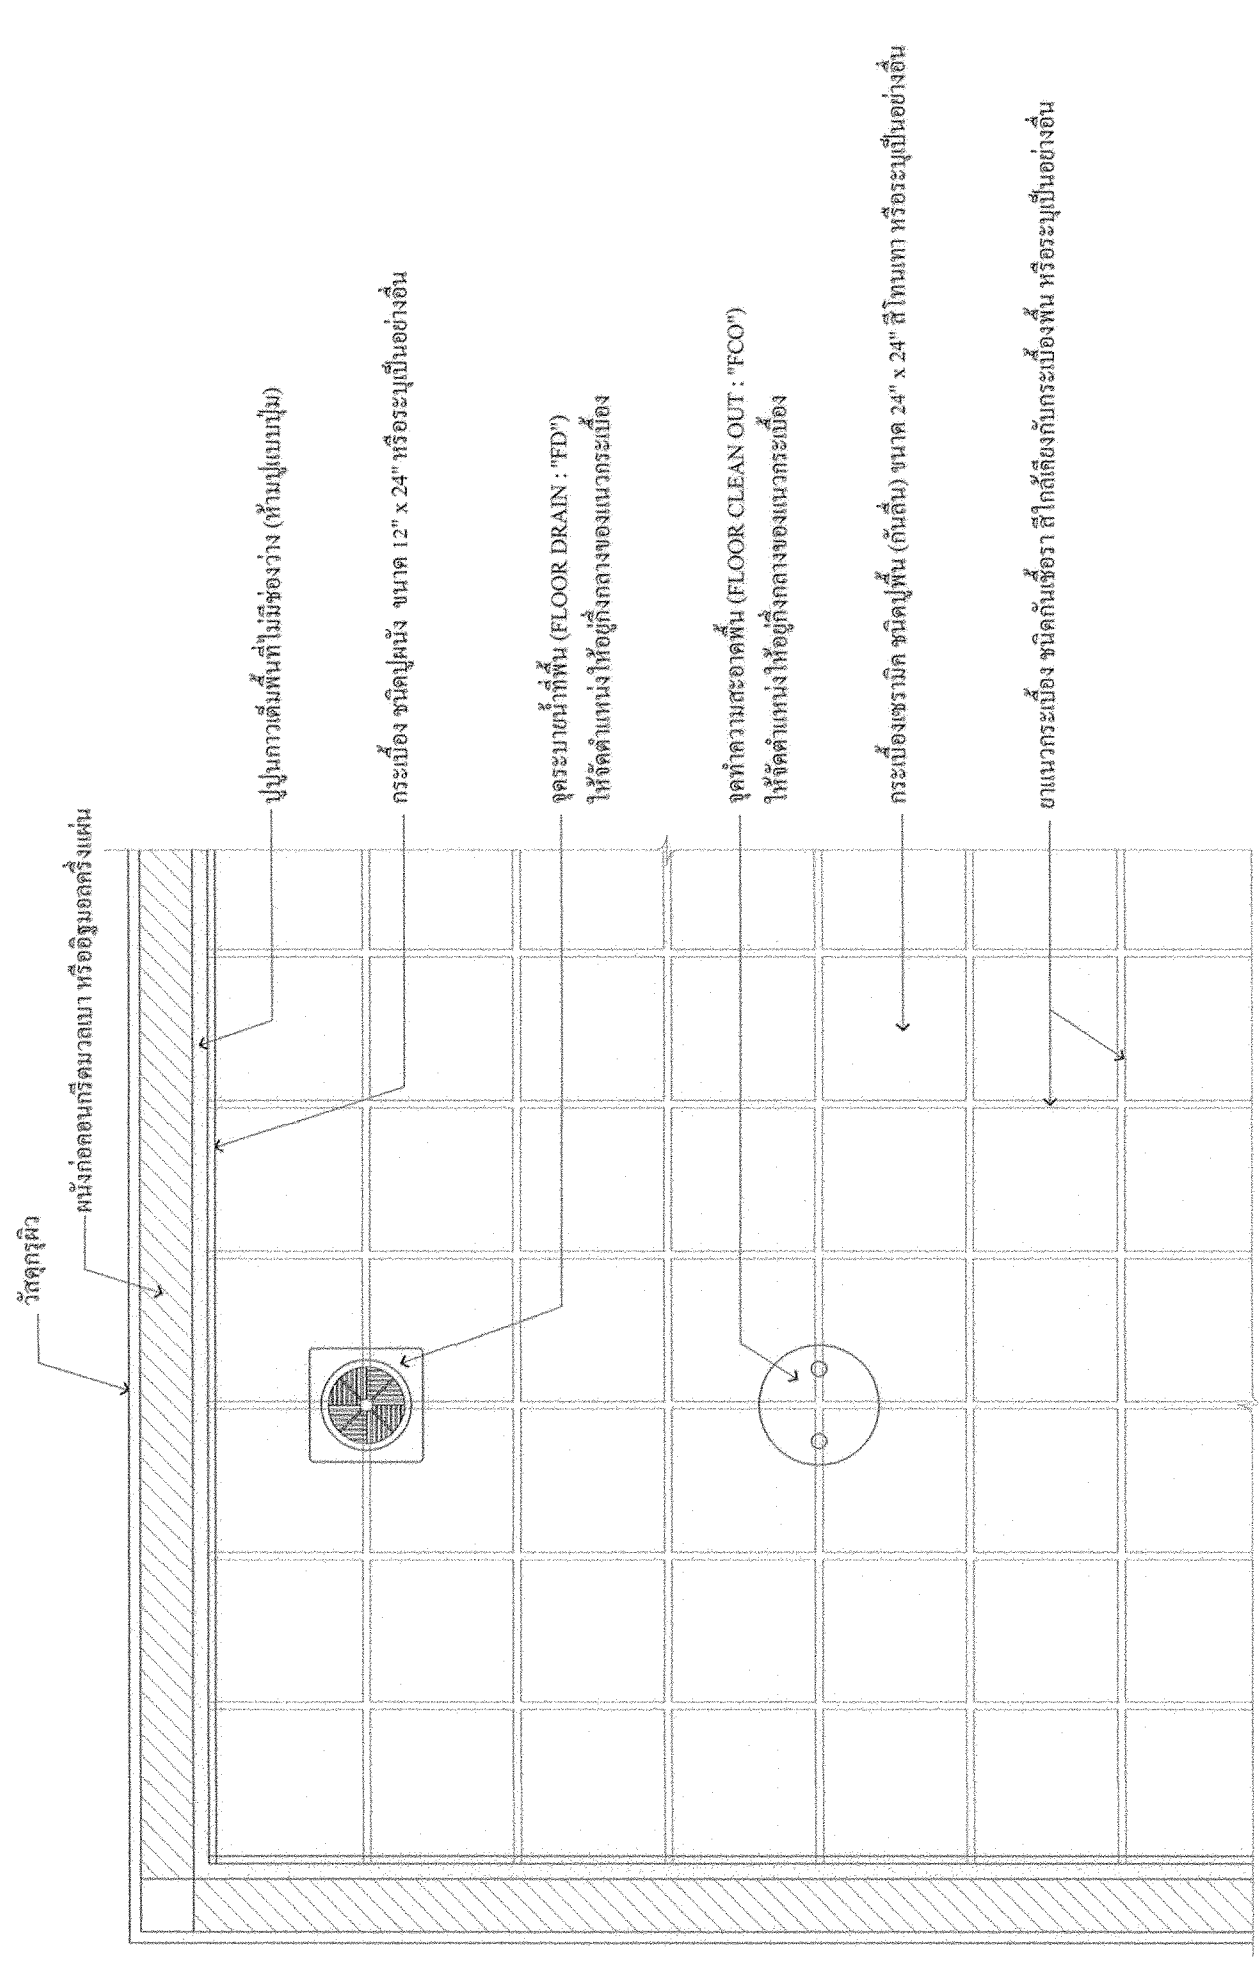 วัสดุกรุผิว
ผนังก่อคอนกรีตมวลเบา หรืออิฐมอญครึ่งแผ่น
ปูปูนกาวเต็มพื้นที่ไม่มีช่องว่าง (ห้ามปูแบบปุ่ม)
กระเบื้อง ชนิดปูผนัง ขนาด 12" x 24" หรือระบุเป็นอย่างอื่น
จุดระบายน้ำที่พื้น (FLOOR DRAIN : "FD")
ให้จัดตำแหน่งให้อยู่กึ่งกลางของแนวกระเบื้อง
จุดทำความสะอาดพื้น (FLOOR CLEAN OUT : "FCO")
ให้จัดตำแหน่งให้อยู่กึ่งกลางของแนวกระเบื้อง
กระเบื้องเซรามิค ชนิดปูพื้น (กันลื่น) ขนาด 24" x 24" สีโทนเทา หรือระบุเป็นอย่างอื่น
ยาแนวกระเบื้อง ชนิดกันเชื้อรา สีใกล้เคียงกับกระเบื้องพื้น หรือระบุเป็นอย่างอื่น